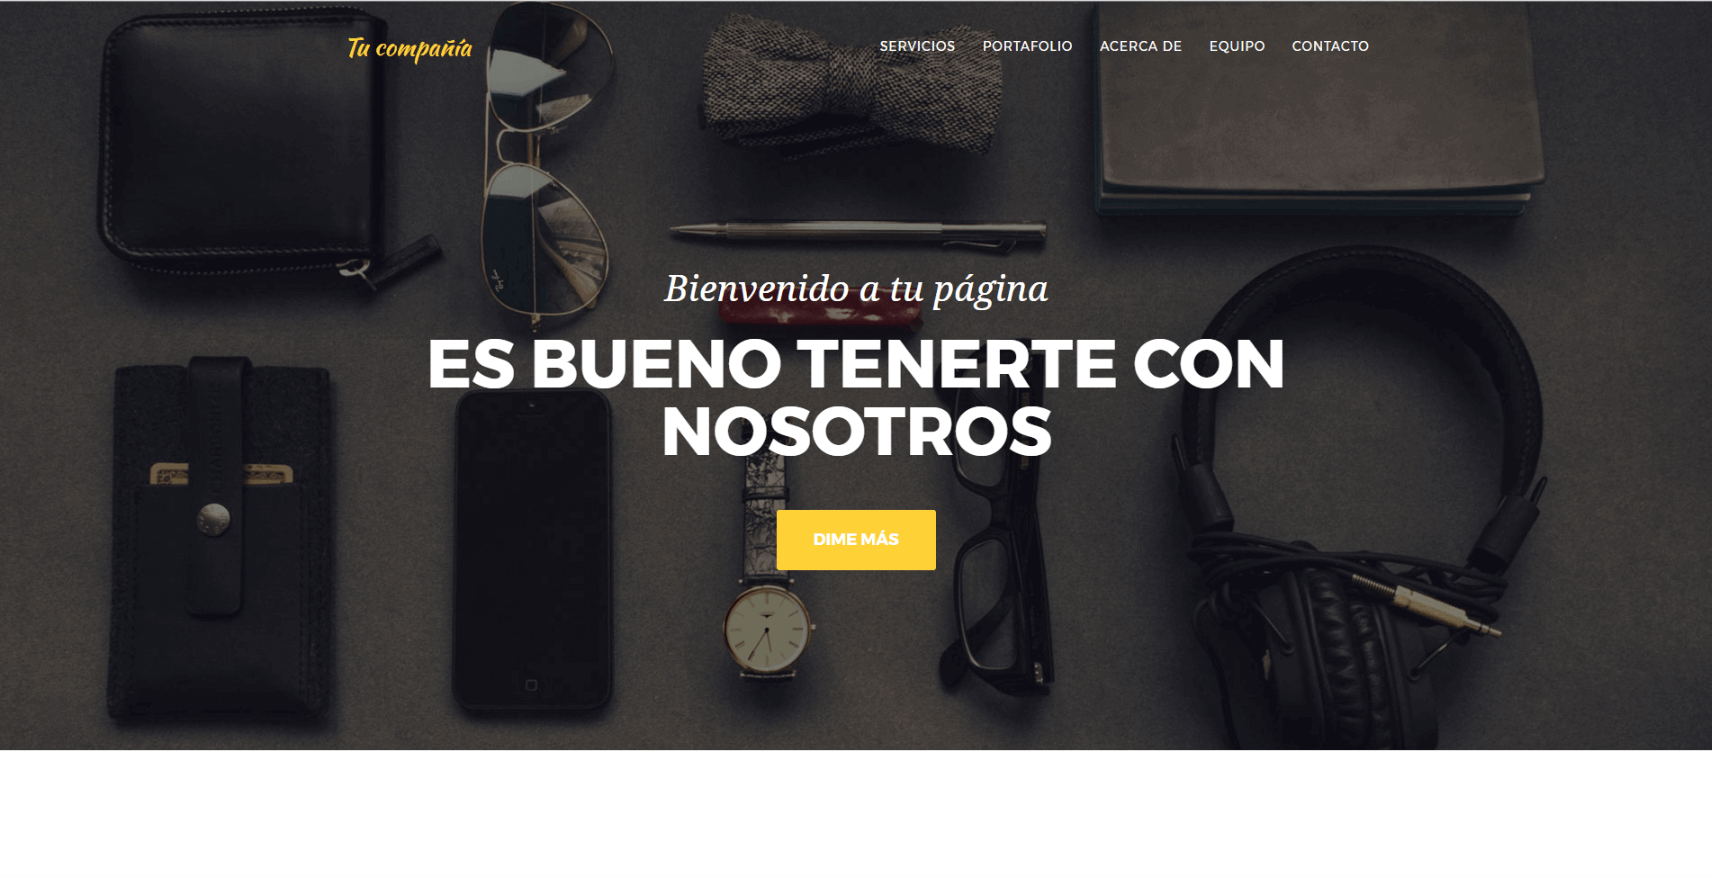 Tu compañía
SERVICIOS PORTAFOLIO ACERCA DE EQUIPO CONTACTO
Bienvenido a tu página
ES BUENO TENERTE CON
NOSOTROS
DIME MÁS